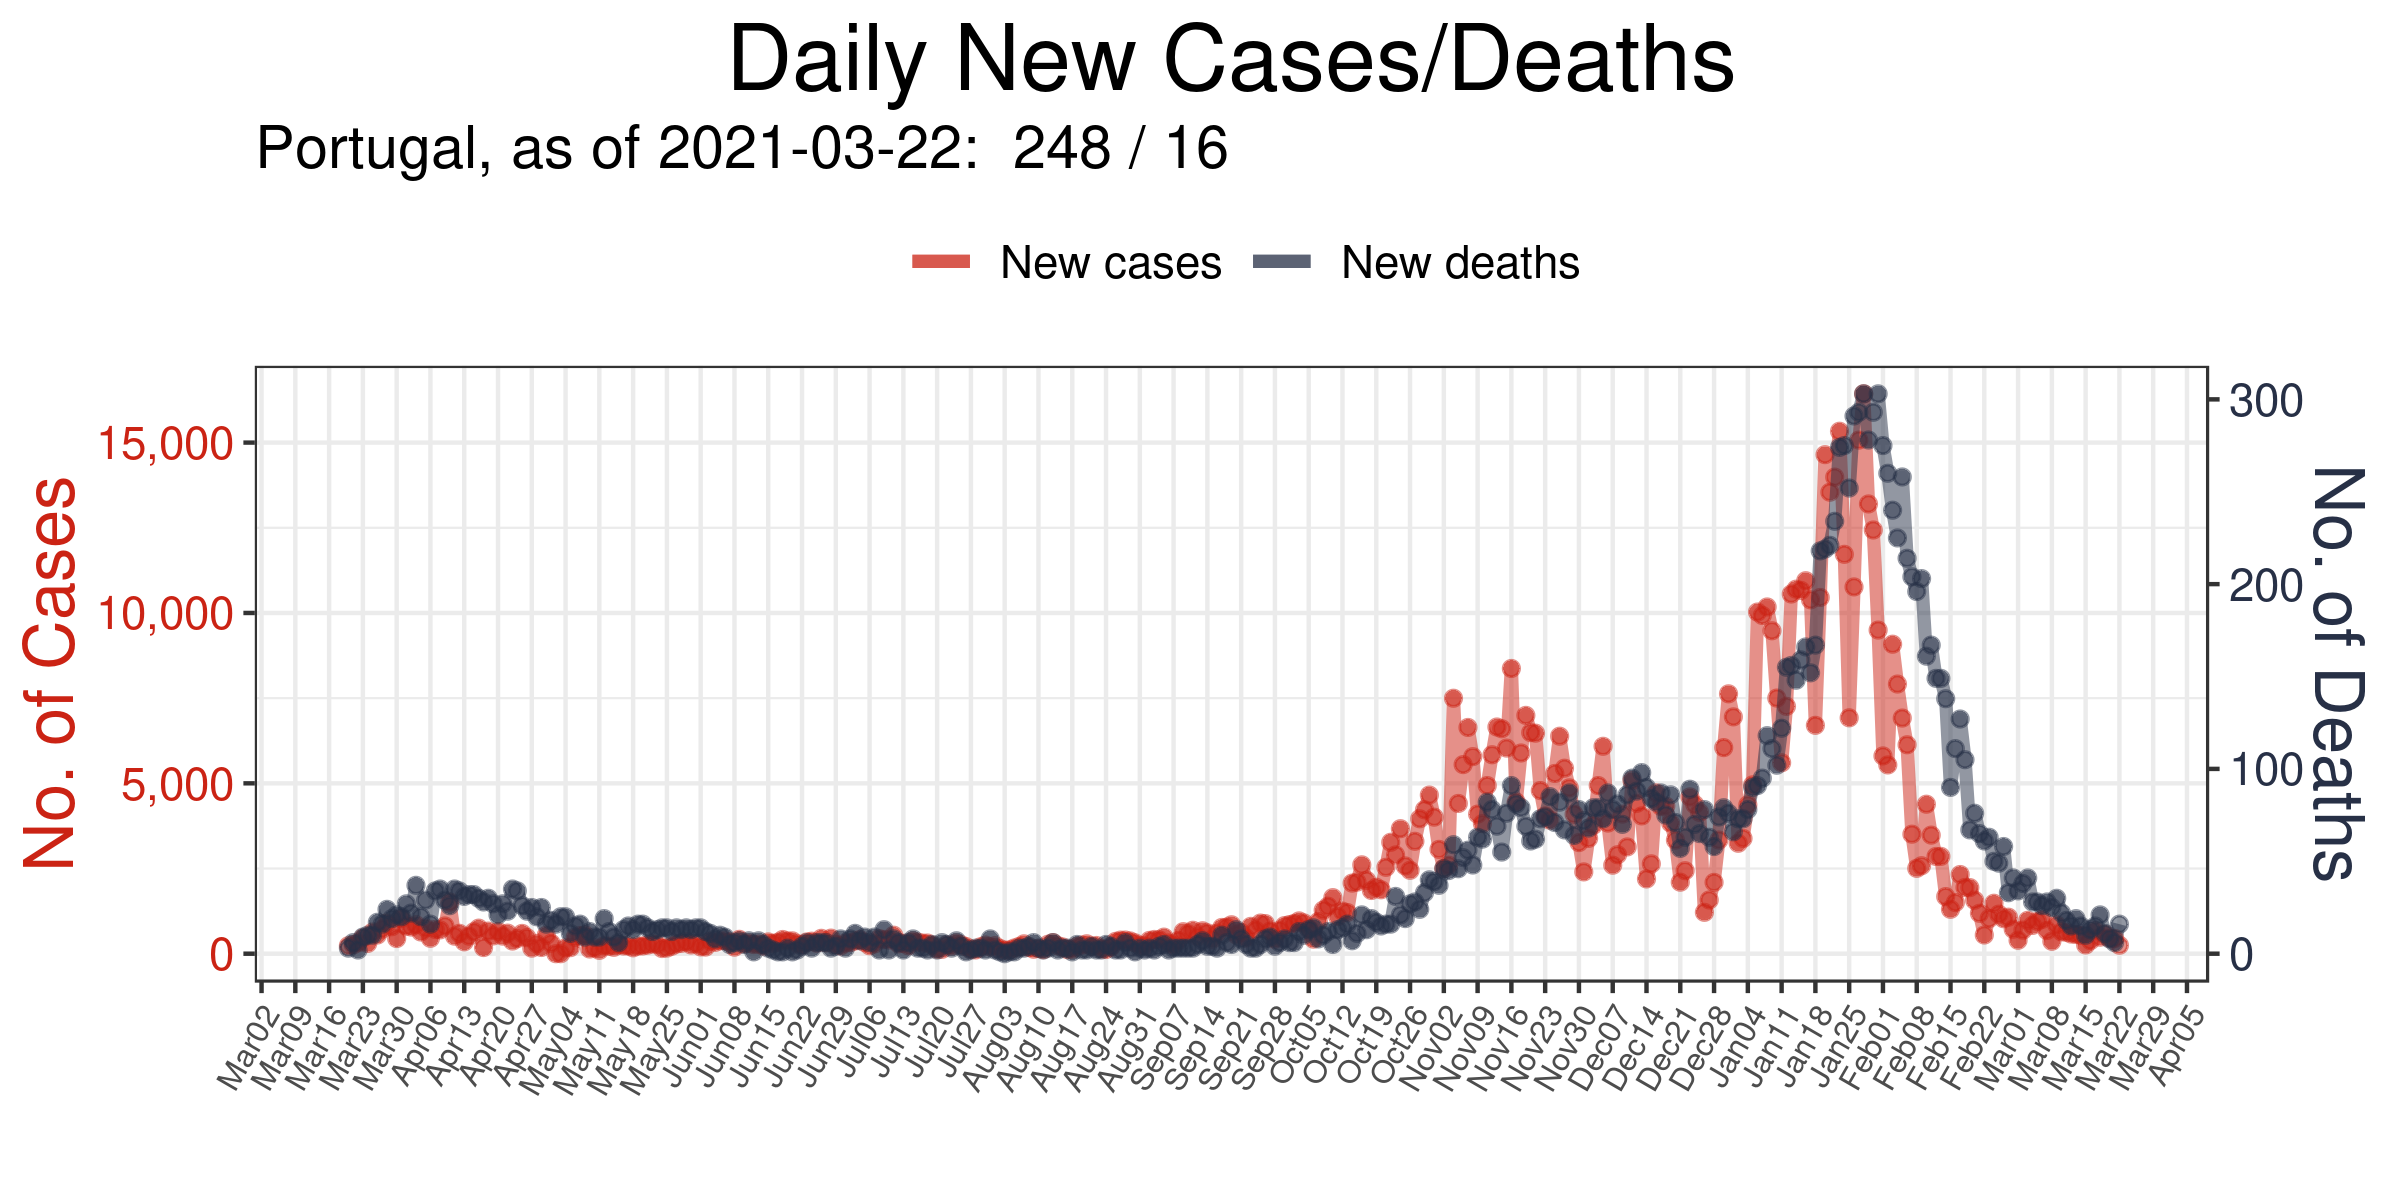 Daily New Cases/Deaths
Portugal, as of 2021-03-22:  248 / 16
New cases
New deaths
No. of Cases
15,000
10,000
5,000
0
300
200
100
0
No. of Deaths
Mar02
Mar09
Mar16
Mar23
Mar30
Apr06
Apr13
Apr20
Apr27
May04
May11
May18
May25
Jun01
Jun08
Jun15
Jun22
Jun29
Jul06
Jul13
Jul20
Jul27
Aug03
Aug10
Aug17
Aug24
Aug31
Sep07
Sep14
Sep21
Sep28
Oct05
Oct12
Oct19
Oct26
Nov02
Nov09
Nov16
Nov23
Nov30
Dec07
Dec14
Dec21
Dec28
Dec04
Jan11
Jan18
Jan25
Feb01
Feb08
Feb15
Feb22
Mar01
Mar08
Mar15
Mar22
Mar29
Apr05